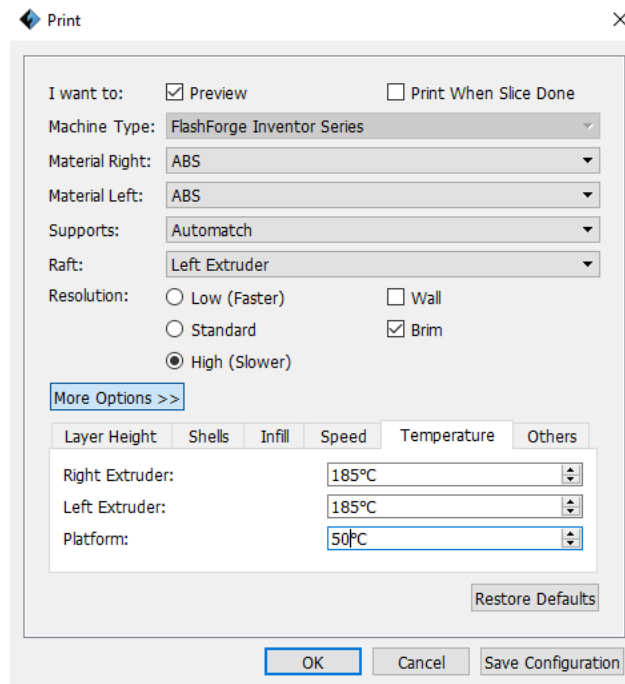 Print
I want to: Preview Print When Slice Done
Machine Type: FlashForge Inventor Series
Material Right: ABS
Material Left: ABS
Supports: Automatch
Raft: Left Extruder
Resolution: Low (Faster) Wall
Standard Brim
High (Slower)
More Options >>
Layer Height Shells Infill Speed Temperature Others
Right Extruder: 185°C
Left Extruder: 185°C
Platform: 50°C
Restore Defaults
OK Cancel Save Configuration